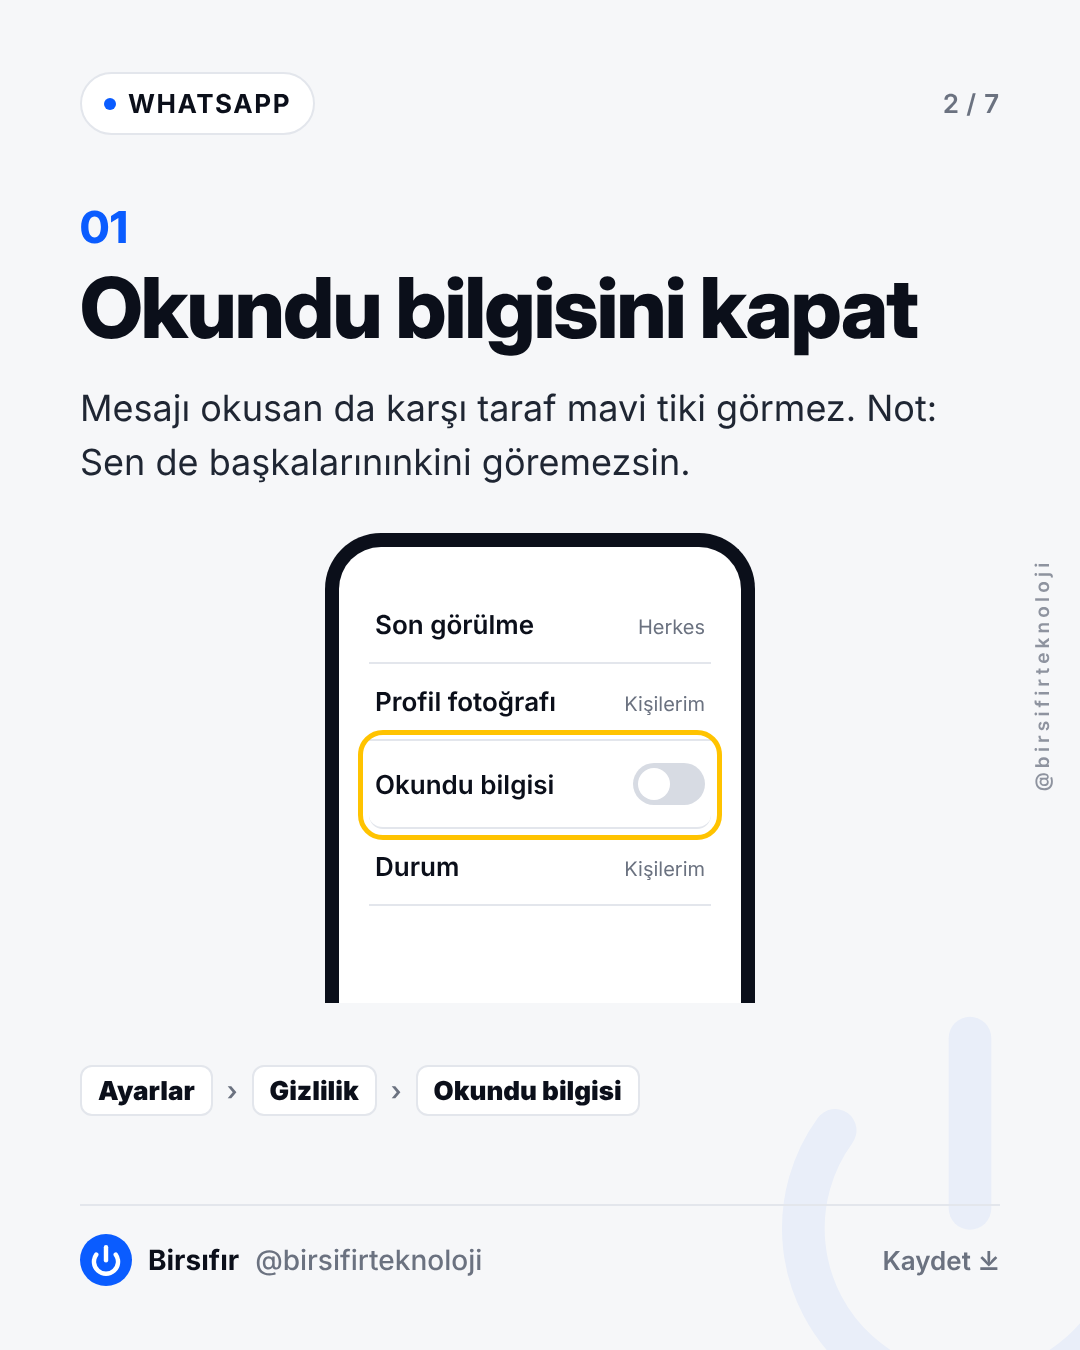 WHATSAPP
2 / 7
01
Okundu bilgisini kapat
Mesajı okusan da karşı taraf mavi tiki görmez. Not:
Sen de başkalarınınkini göremezsin.
Son görülme Herkes
Profil fotoğrafı Kişilerim
Okundu bilgisi
Durum Kişilerim
@birsifirteknoloji
Ayarlar › Gizlilik › Okundu bilgisi
Birsıfır @birsifirteknoloji
Kaydet